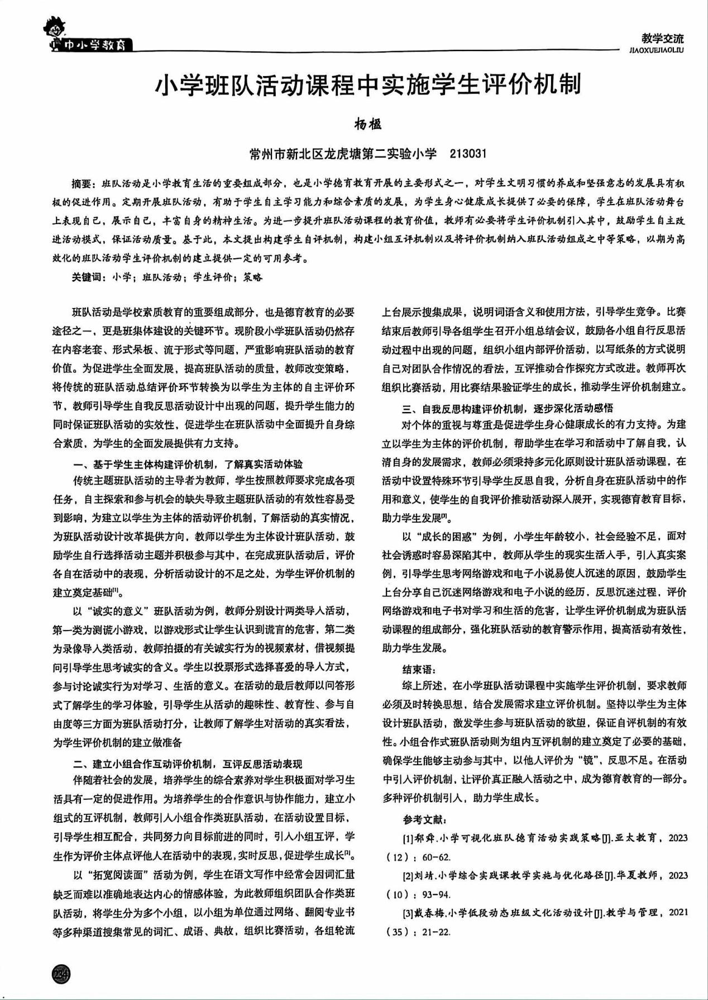 中小学教育
教学交流
JIAOXUEJIAOLIU
小学班队活动课程中实施学生评价机制
杨楹
常州市新北区龙虎塘第二实验小学 213031
摘要：班队活动是小学教育生活的重要组成部分，也是小学德育教育开展的主要形式之一，对学生文明习惯的养成和坚强意志的发展具有积
极的促进作用。定期开展班队活动，有助于学生自主学习能力和综合素质的发展，为学生身心健康成长提供了必要的保障，学生在班队活动舞台
上表现自己，展示自己，丰富自身的精神生活。为进一步提升班队活动课程的教育价值，教师有必要将学生评价机制引入其中，鼓励学生自主改
进活动模式，保证活动质量。基于此，本文提出构建学生自评机制，构建小组互评机制以及将评价机制纳入班队活动组成之中等策略，以期为高
效化的班队活动学生评价机制的建立提供一定的可用参考。
关键词：小学；班队活动；学生评价；策略
班队活动是学校素质教育的重要组成部分，也是德育教育的必要
途径之一，更是班集体建设的关键环节。现阶段小学班队活动仍然存
在内容老套、形式呆板、流于形式等问题，严重影响班队活动的教育
价值。为促进学生全面发展，提高班队活动的质量，教师改变策略，
将传统的班队活动总结评价环节转换为以学生为主体的自主评价环
节，教师引导学生自我反思活动设计中出现的问题，提升学生能力的
同时保证班队活动的实效性，促进学生在班队活动中全面提升自身综
合素质，为学生的全面发展提供有力支持。
一、基于学生主体构建评价机制，了解真实活动体验
传统主题班队活动的主导者为教师，学生按照教师要求完成各项
任务，自主探索和参与机会的缺失导致主题班队活动的有效性容易受
到影响，为建立以学生为主体的活动评价机制，了解活动的真实情况，
为班队活动设计改革提供方向，教师以学生为主体设计班队活动，鼓
励学生自行选择活动主题并积极参与其中，在完成班队活动后，评价
各自在活动中的表现，分析活动设计的不足之处，为学生评价机制的
建立奠定基础[1]。
以“诚实的意义”班队活动为例，教师分别设计两类导入活动，
第一类为测谎小游戏，以游戏形式让学生认识到谎言的危害，第二类
为录像导入类活动，教师拍摄的有关诚实行为的视频素材，借视频提
问引导学生思考诚实的含义。学生以投票形式选择喜爱的导入方式，
参与讨论诚实行为对学习、生活的意义。在活动的最后教师以问答形
式了解学生的学习体验，引导学生从活动的趣味性、教育性、参与自
由度等三方面为班队活动打分，让教师了解学生对活动的真实看法，
为学生评价机制的建立做准备
二、建立小组合作互动评价机制，互评反思活动表现
伴随着社会的发展，培养学生的综合素养对学生积极面对学习生
活具有一定的促进作用。为培养学生的合作意识与协作能力，建立小
组式的互评机制，教师引入小组合作类班队活动，在活动设置目标，
引导学生相互配合，共同努力向目标前进的同时，引入小组互评，学
生作为评价主体点评他人在活动中的表现，实时反思，促进学生成长[2]。
以“拓宽阅读面”活动为例，学生在语文写作中经常会因词汇量
缺乏而难以准确地表达内心的情感体验，为此教师组织团队合作类班
队活动，将学生分为多个小组，以小组为单位通过网络、翻阅专业书
等多种渠道搜集常见的词汇、成语、典故，组织比赛活动，各组轮流
上台展示搜集成果，说明词语含义和使用方法，引导学生竞争。比赛
结束后教师引导各组学生召开小组总结会议，鼓励各小组自行反思活
动过程中出现的问题，组织小组内部评价活动，以写纸条的方式说明
自己对团队合作情况的看法，互评推动合作探究方式改进。教师再次
组织比赛活动，用比赛结果验证学生的成长，推动学生评价机制建立。
三、自我反思构建评价机制，逐步深化活动感悟
对个体的重视与尊重是促进学生身心健康成长的有力支持。为建
立以学生为主体的评价机制，帮助学生在学习和活动中了解自我，认
清自身的发展需求，教师必须秉持多元化原则设计班队活动课程，在
活动中设置特殊环节引导学生反思自我，分析自身在班队活动中的作
用和意义，使学生的自我评价推动活动深入展开，实现德育教育目标，
助力学生发展[3]。
以“成长的困惑”为例，小学生年龄较小，社会经验不足，面对
社会诱惑时容易深陷其中，教师从学生的现实生活入手，引入真实案
例，引导学生思考网络游戏和电子小说易使人沉迷的原因，鼓励学生
上台分享自己沉迷网络游戏和电子小说的经历，反思沉迷过程，评价
网络游戏和电子书对学习和生活的危害，让学生评价机制成为班队活
动课程的组成部分，强化班队活动的教育警示作用，提高活动有效性，
助力学生发展。
结束语：
综上所述，在小学班队活动课程中实施学生评价机制，要求教师
必须及时转换思想，结合发展需求建立评价机制。坚持以学生为主体
设计班队活动，激发学生参与班队活动的欲望，保证自评机制的有效
性。小组合作式班队活动则为组内互评机制的建立奠定了必要的基础，
确保学生能够主动参与其中，以他人评价为“镜”，反思不足。在活动
中引入评价机制，让评价真正融入活动之中，成为德育教育的一部分。
多种评价机制引入，助力学生成长。
参考文献：
[1]郗舜.小学可视化班队德育活动实践策略[J].亚太教育，2023
（12）：60-62.
[2]刘靖.小学综合实践课教学实施与优化路径[J].华夏教师，2023
（10）：93-94.
[3]戴春梅.小学低段动态班级文化活动设计[J].教学与管理，2021
（35）：21-22.
234